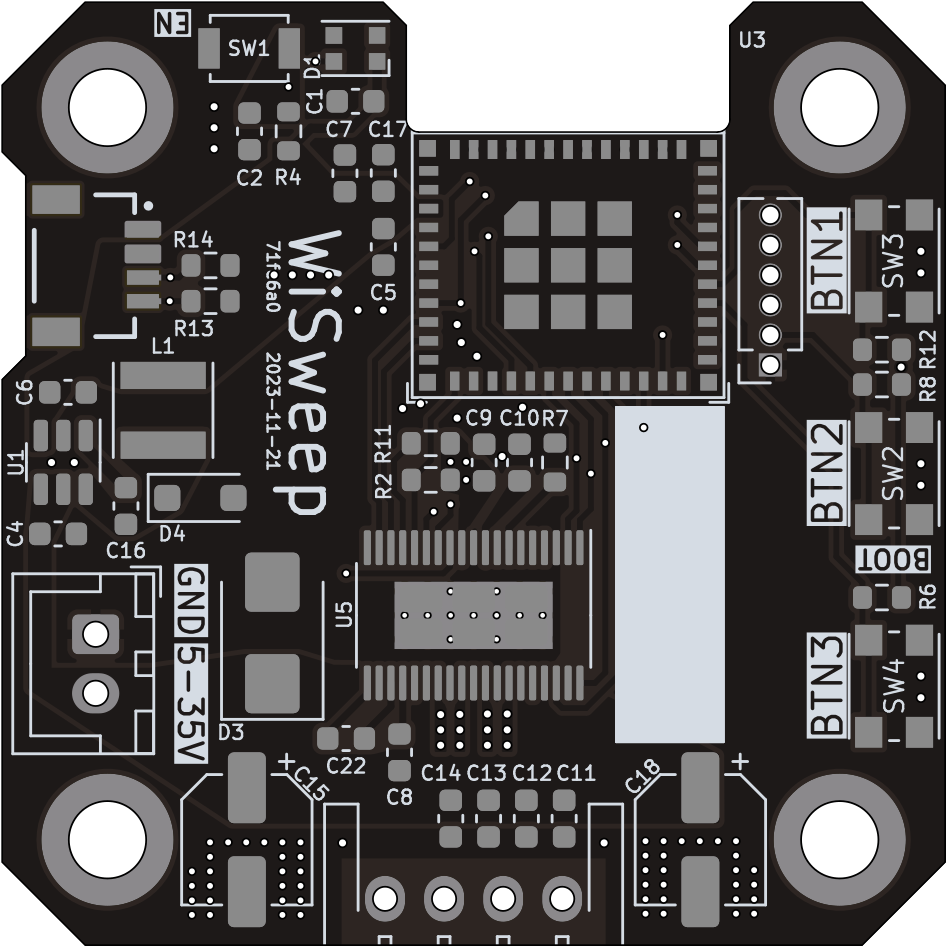 EN
SW1
D1
U3
C1
C7
C17
C2
R4
R14
R13
C5
WiSweep
71fc6a0
2023-11-21
BTN1
SW3
L1
C6
R12
R8
U1
C9
C10
R7
R11
R2
BTN2
SW2
C4
C16
D4
BOOT
GND
5-35V
U5
R6
BTN3
SW4
D3
C22
C8
+
C15
C14
C13
C12
C11
C18
+